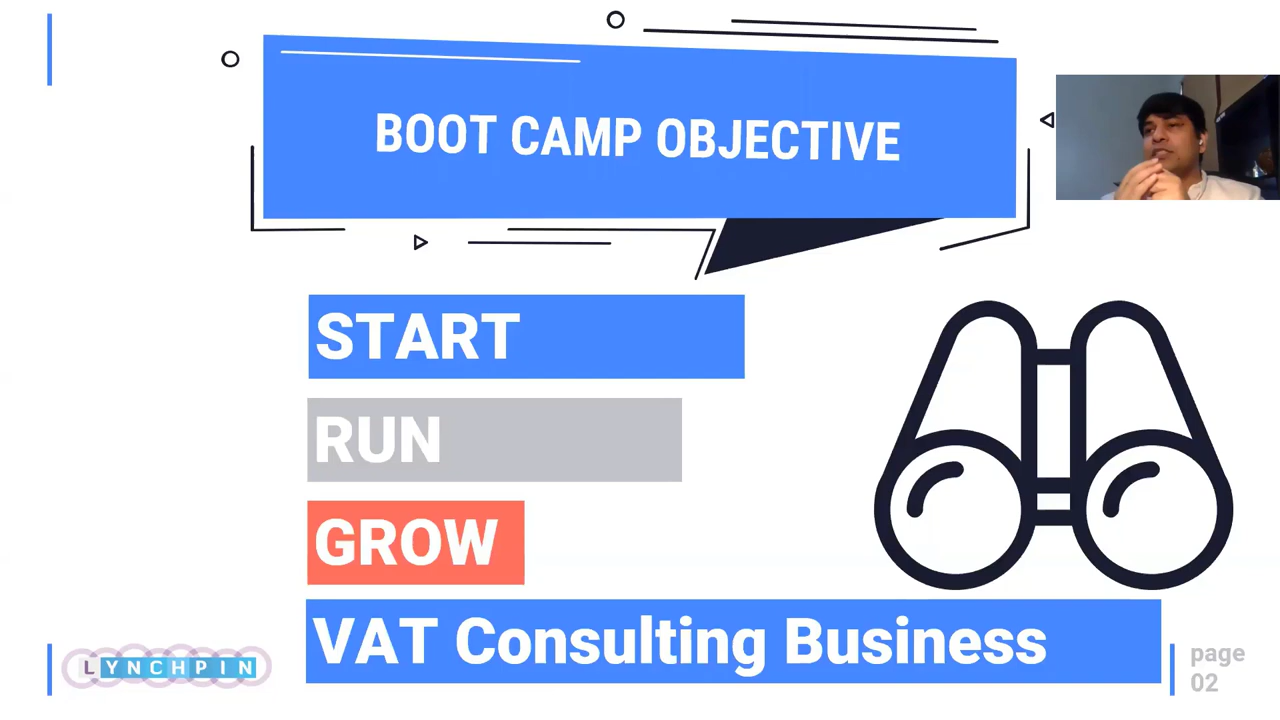 BOOT CAMP OBJECTIVE
START
RUN
GROW
VAT Consulting Business
LYNCHPIN
page
02